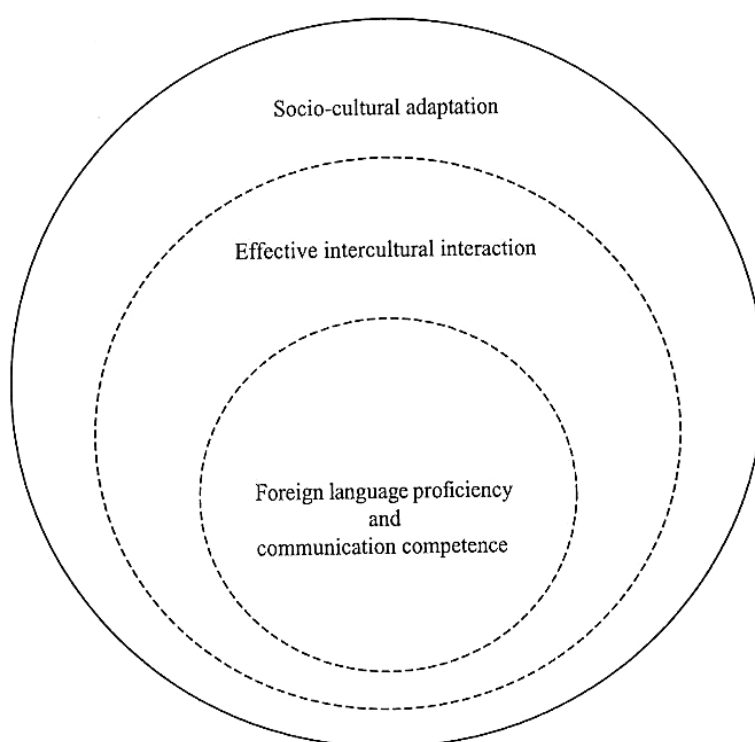 Socio-cultural adaptation
Effective intercultural interaction
Foreign language proficiency
and
communication competence